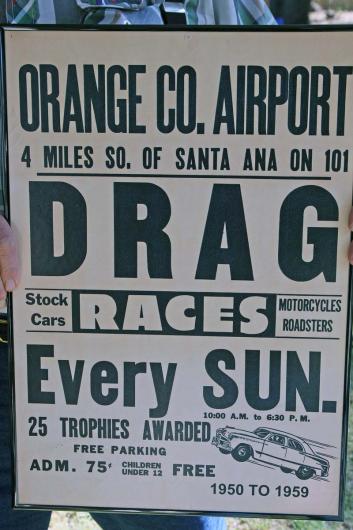 ORANGE CO. AIRPORT
4 MILES SO. OF SANTA ANA ON 101
DRAG
Stock Cars RACES MOTORCYCLES ROADSTERS
Every SUN.
10:00 A.M. to 6:30 P.M.
25 TROPHIES AWARDED
FREE PARKING
ADM. 75¢ CHILDREN UNDER 12 FREE
1950 TO 1959